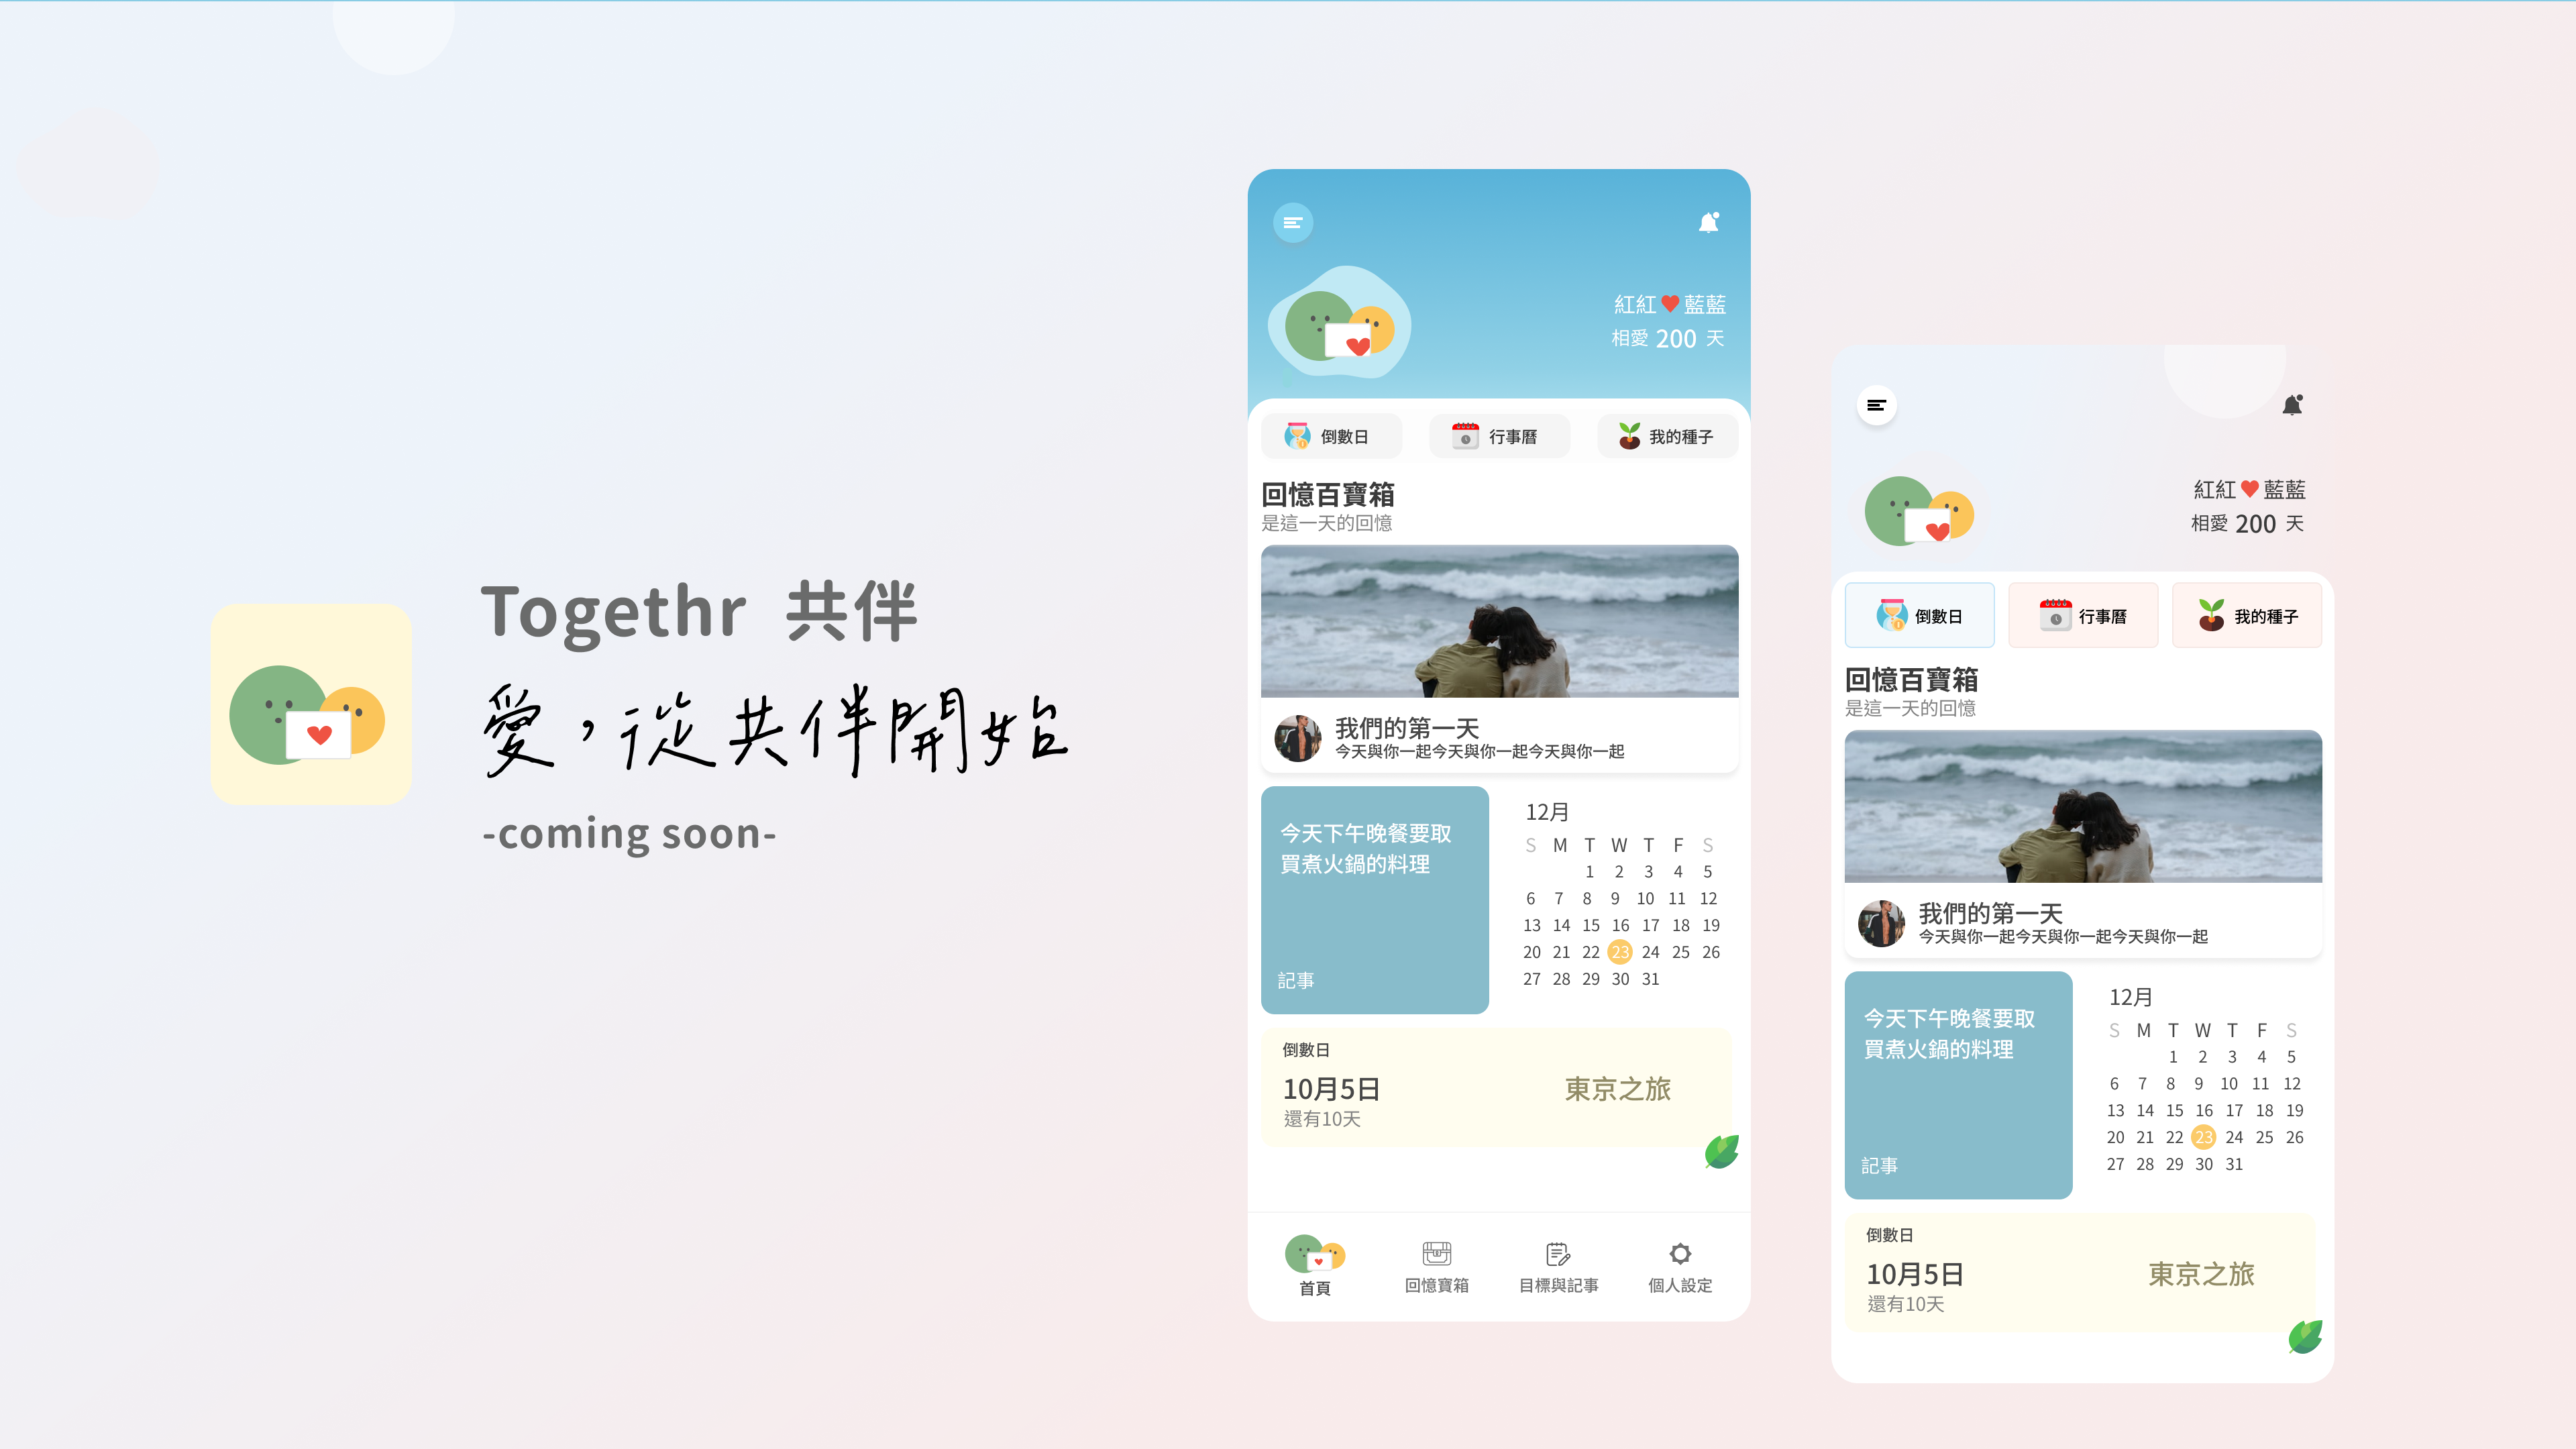 Togethr 共伴
愛，從共伴開始
-coming soon-
紅紅❤藍藍
相愛 200 天
倒數日
行事曆
我的種子
回憶百寶箱
是這一天的回憶
我們的第一天
今天與你一起今天與你一起今天與你一起
今天下午晚餐要取
買煮火鍋的料理
記事
12月
S M T W T F S
1 2 3 4 5
6 7 8 9 10 11 12
13 14 15 16 17 18 19
20 21 22 23 24 25 26
27 28 29 30 31
倒數日
10月5日
還有10天
東京之旅
首頁
回憶寶箱
目標與記事
個人設定
紅紅❤藍藍
相愛 200 天
倒數日
行事曆
我的種子
回憶百寶箱
是這一天的回憶
我們的第一天
今天與你一起今天與你一起今天與你一起
今天下午晚餐要取
買煮火鍋的料理
記事
12月
S M T W T F S
1 2 3 4 5
6 7 8 9 10 11 12
13 14 15 16 17 18 19
20 21 22 23 24 25 26
27 28 29 30 31
倒數日
10月5日
還有10天
東京之旅